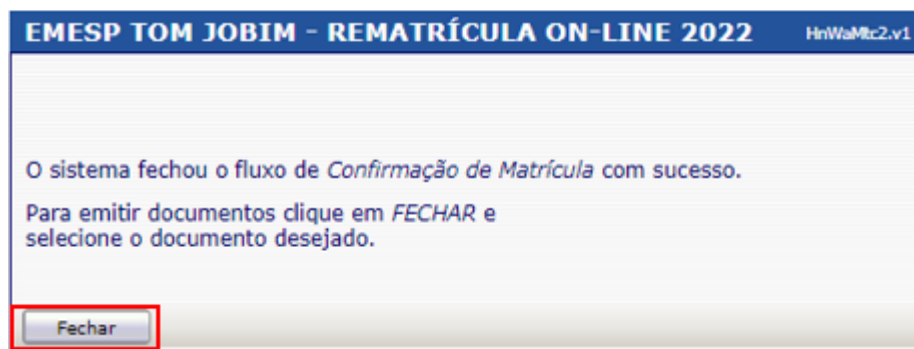 EMESP TOM JOBIM - REMATRÍCULA ON-LINE 2022 HnWaMtc2.v1
O sistema fechou o fluxo de Confirmação de Matrícula com sucesso.
Para emitir documentos clique em FECHAR e
selecione o documento desejado.
Fechar